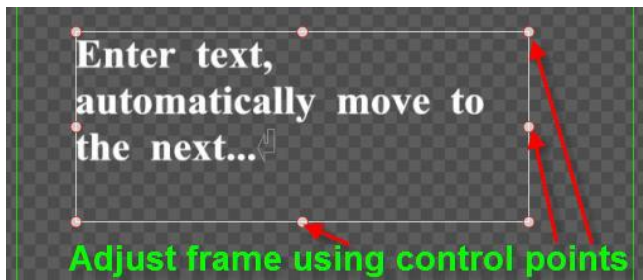 Enter text,
automatically move to
the next...
Adjust frame using control points